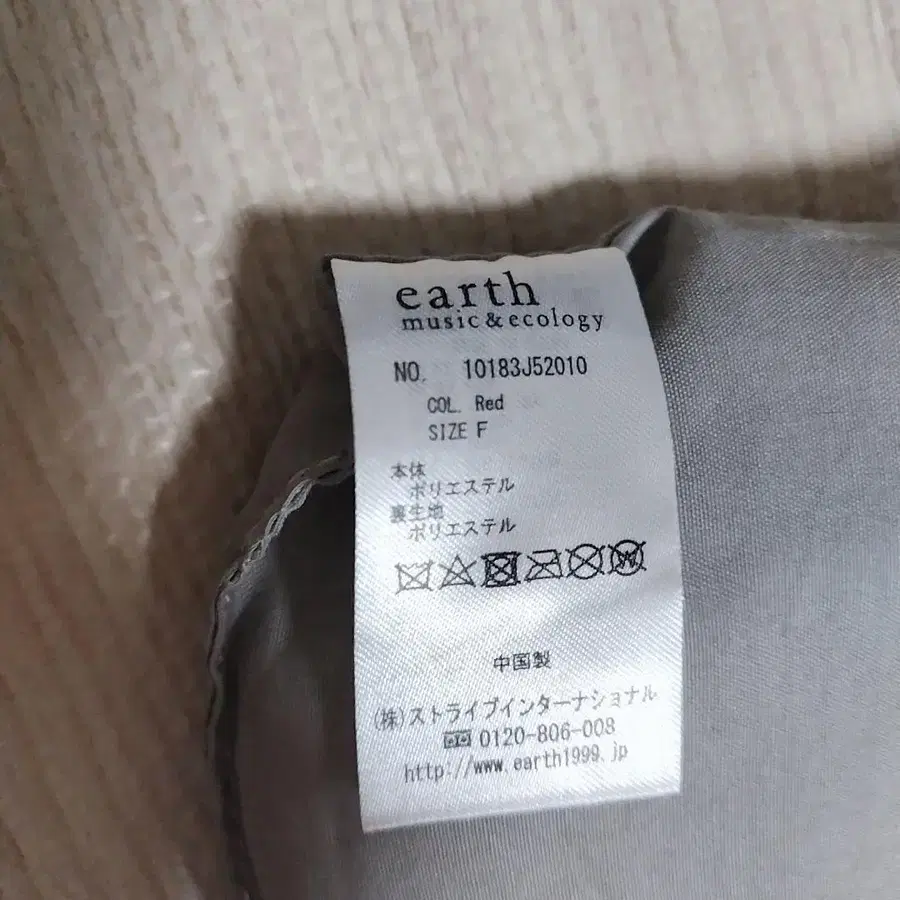 earth
music&ecology
NO. 10183J52010
COL. Red
SIZE F
本体
ポリエステル
裏生地
ポリエステル
中国製
(株)ストライプインターナショナル
0120-806-008
http://www.earth1999.jp